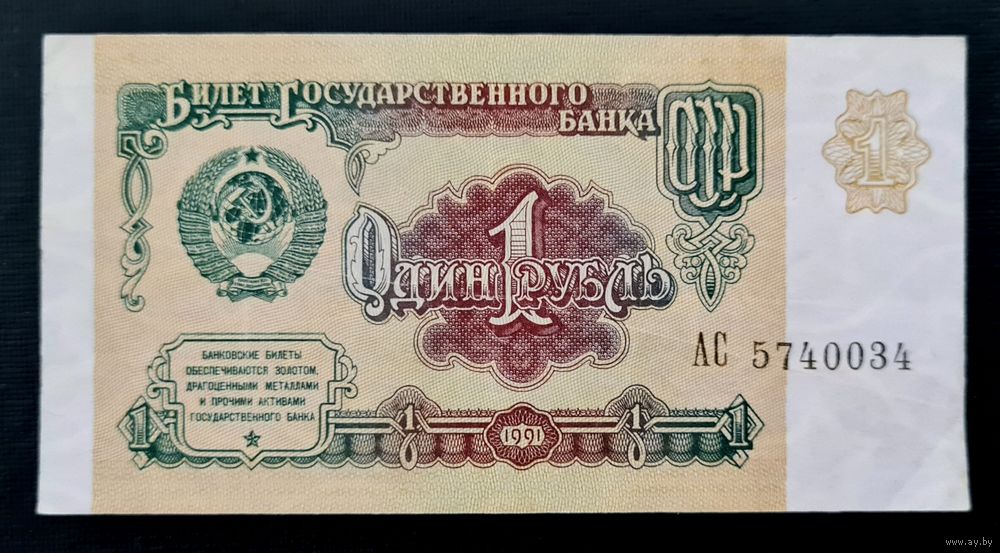 Билет Государственного
Банка
СССР
1
1
Один рубль
АС 5740034
БАНКОВСКИЕ БИЛЕТЫ
ОБЕСПЕЧИВАЮТСЯ ЗОЛОТОМ,
ДРАГОЦЕННЫМИ МЕТАЛЛАМИ
И ПРОЧИМИ АКТИВАМИ
ГОСУДАРСТВЕННОГО БАНКА
1 1 1991 1 1
www.ay.by